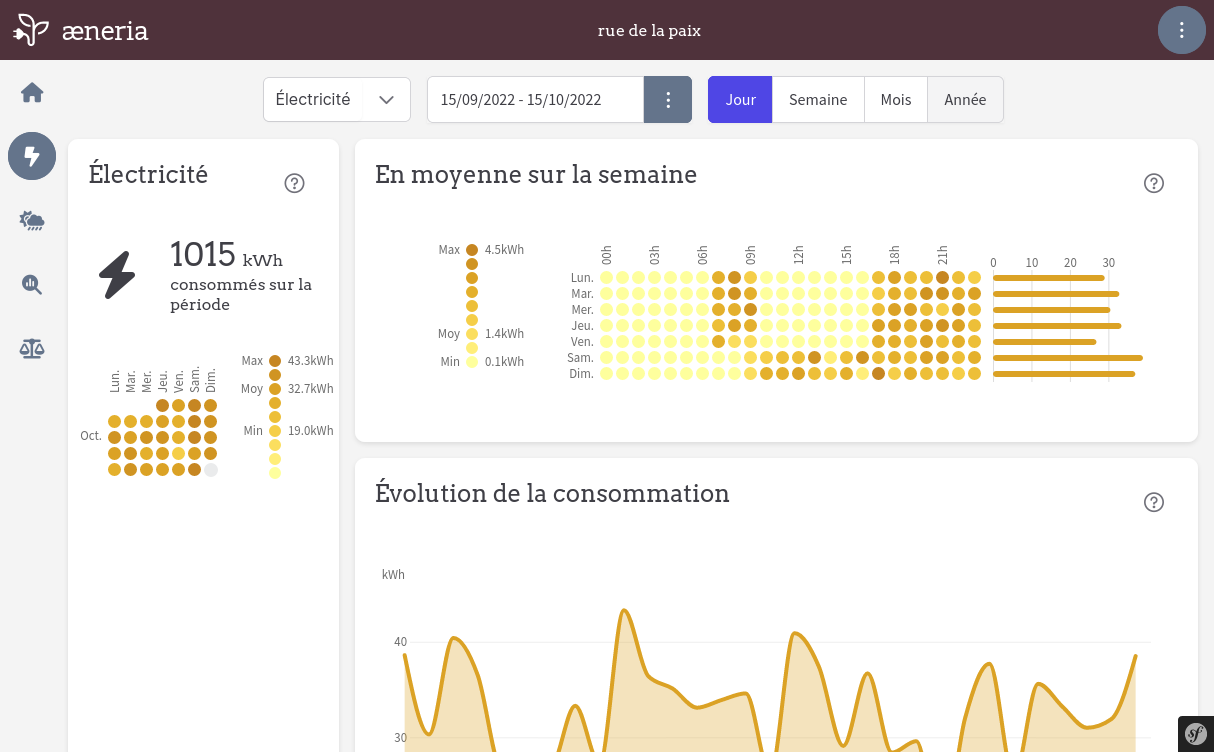 æneria
rue de la paix
Électricité
15/09/2022 - 15/10/2022
Jour
Semaine
Mois
Année
Électricité
1015 kWh
consommés sur la
période
Lun.
Mar.
Mer.
Jeu.
Ven.
Sam.
Dim.
Oct.
Max 43.3kWh
Moy 32.7kWh
Min 19.0kWh
En moyenne sur la semaine
Max 4.5kWh
Moy 1.4kWh
Min 0.1kWh
00h 03h 06h 09h 12h 15h 18h 21h
0 10 20 30
Lun.
Mar.
Mer.
Jeu.
Ven.
Sam.
Dim.
Évolution de la consommation
kWh
40
30
sf